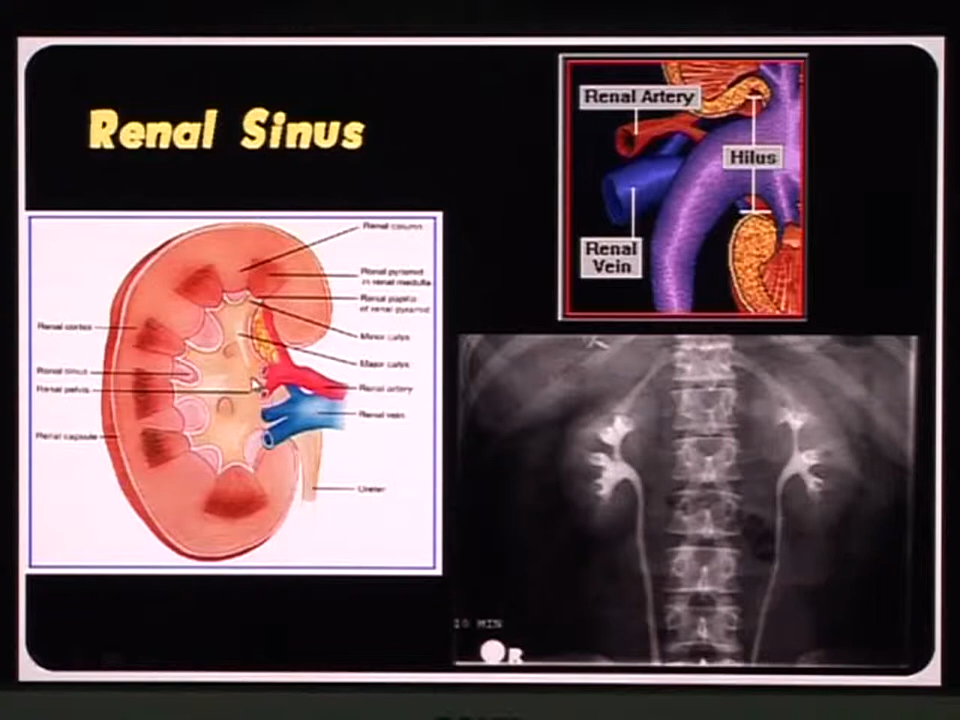 Renal Sinus
Renal Artery
Hilus
Renal
Vein
Renal column
Renal pyramid
in renal medulla
Renal papilla
of renal pyramid
Minor calyx
Major calyx
Renal artery
Renal vein
Ureter
Renal cortex
Renal sinus
Renal pelvis
Renal capsule
10 MIN
R